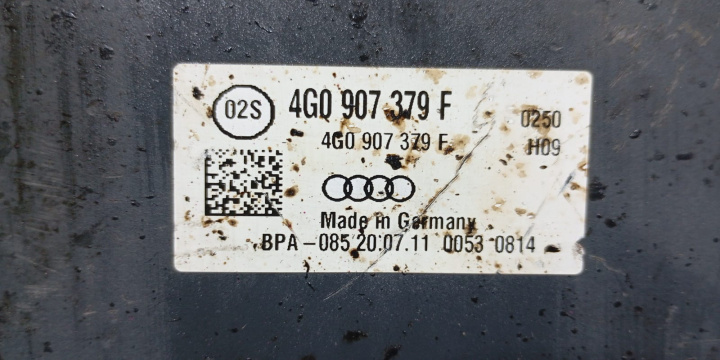 02S 4G0 907 379 F 0250
4G0 907 379 F H09
Made in Germany
BPA-085 20.07.11 0053 0814